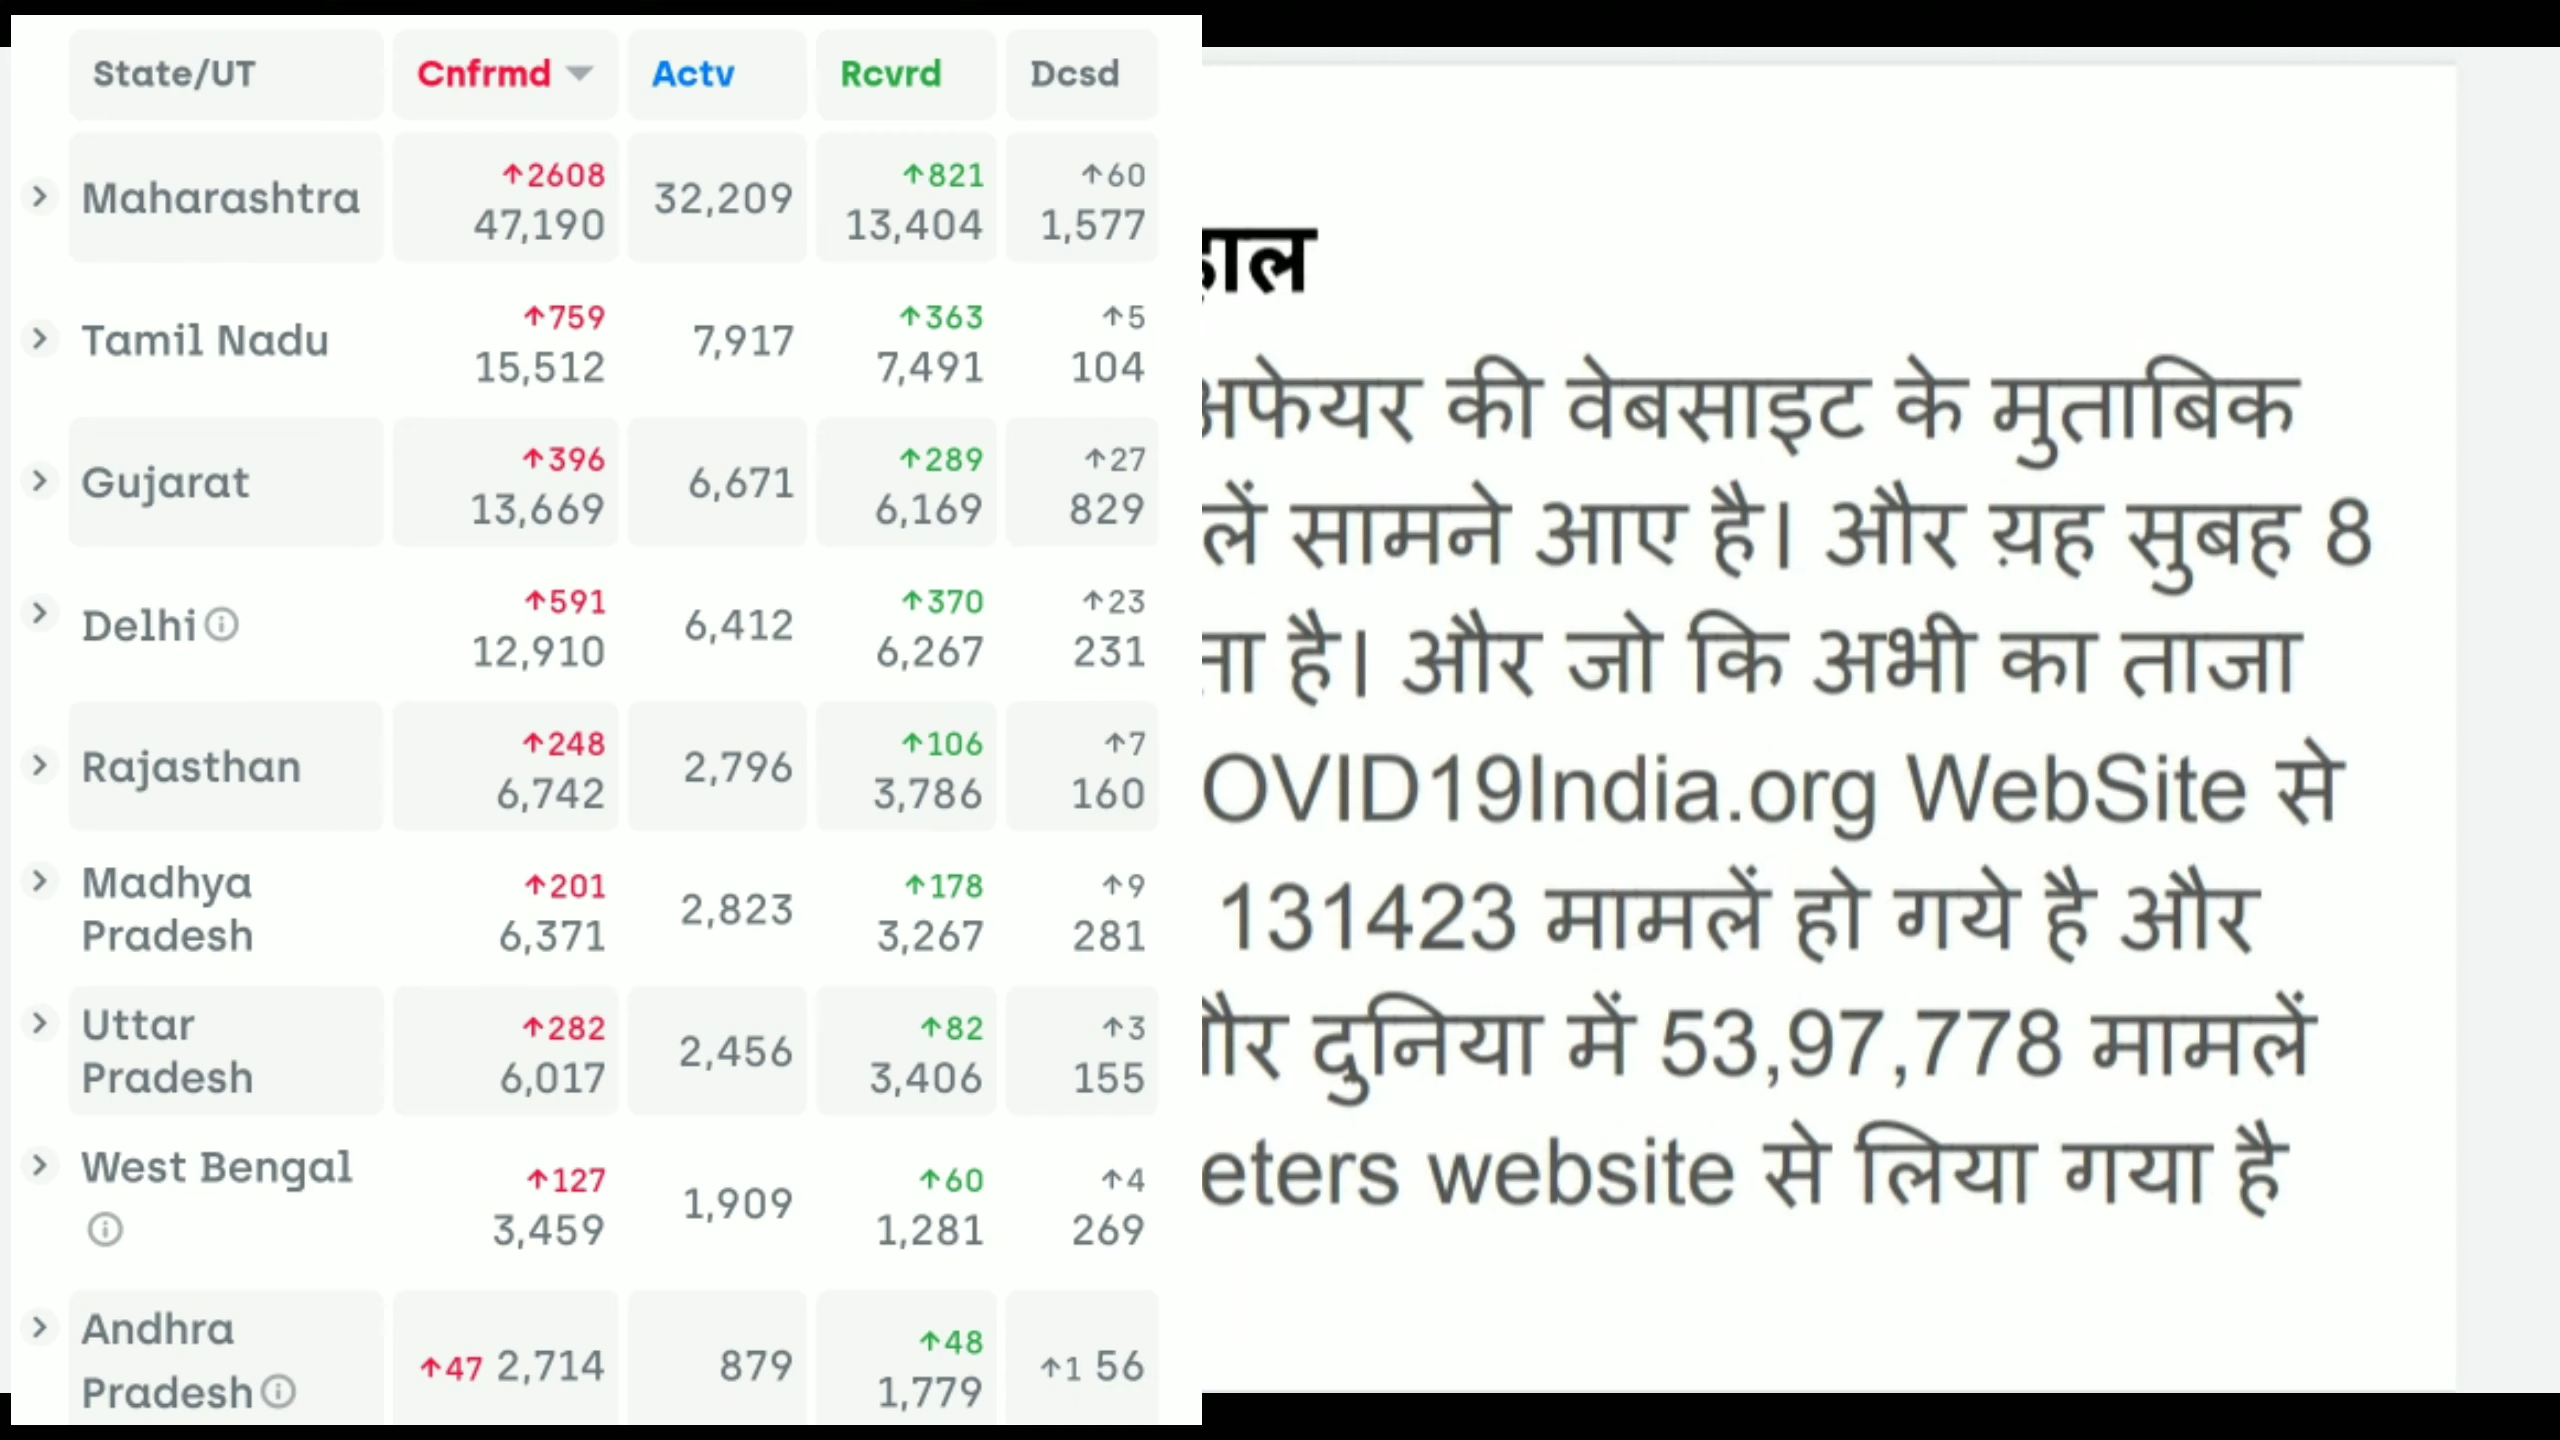 State/UT Cnfrmd Actv Rcvrd Dcsd
↑2608 ↑821 ↑60
Maharashtra 47,190 32,209 13,404 1,577
↑759 ↑363 ↑5
Tamil Nadu 15,512 7,917 7,491 104
↑396 ↑289 ↑27
Gujarat 13,669 6,671 6,169 829
↑591 ↑370 ↑23
Delhi 12,910 6,412 6,267 231
↑248 ↑106 ↑7
Rajasthan 6,742 2,796 3,786 160
Madhya ↑201 ↑178 ↑9
Pradesh 6,371 2,823 3,267 281
Uttar ↑282 ↑82 ↑3
Pradesh 6,017 2,456 3,406 155
West Bengal ↑127 ↑60 ↑4
3,459 1,909 1,281 269
Andhra ↑48
Pradesh ↑47 2,714 879 1,779 ↑1 56
अफेयर की वेबसाइट के मुताबिक
सामने आए है। और य़ह सुबह 8
है। और जो कि अभी का ताजा
OVID19India.org WebSite से
131423 मामलें हो गये है और
दुनिया में 53,97,778 मामलें
eters website से लिया गया है